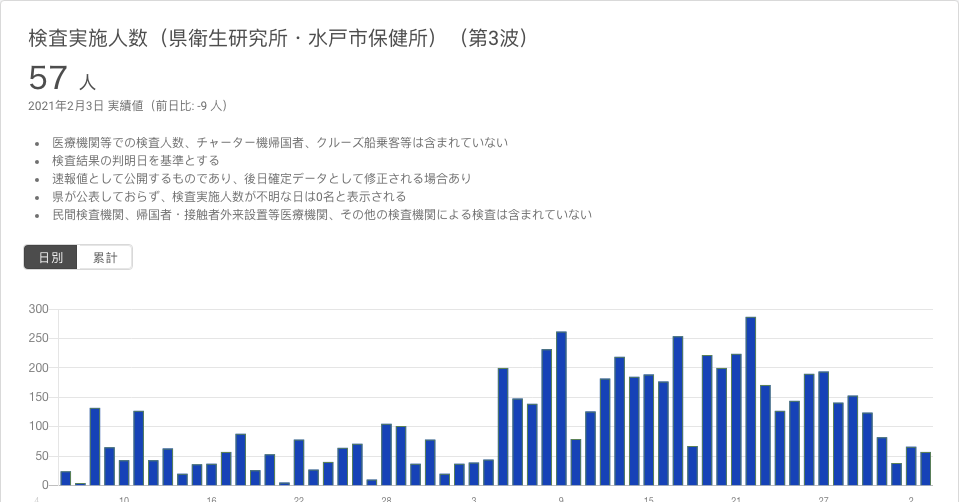 検査実施人数（県衛生研究所・水戸市保健所）（第3波）
57 人
2021年2月3日 実績値（前日比: -9 人）
医療機関等での検査人数、チャーター機帰国者、クルーズ船乗客等は含まれていない
検査結果の判明日を基準とする
速報値として公開するものであり、後日確定データとして修正される場合あり
県が公表しておらず、検査実施人数が不明な日は0名と表示される
民間検査機関、帰国者・接触者外来設置等医療機関、その他の検査機関による検査は含まれていない
日別 累計
300
250
200
150
100
50
0
10 16 22 28 3 9 15 21 27 2